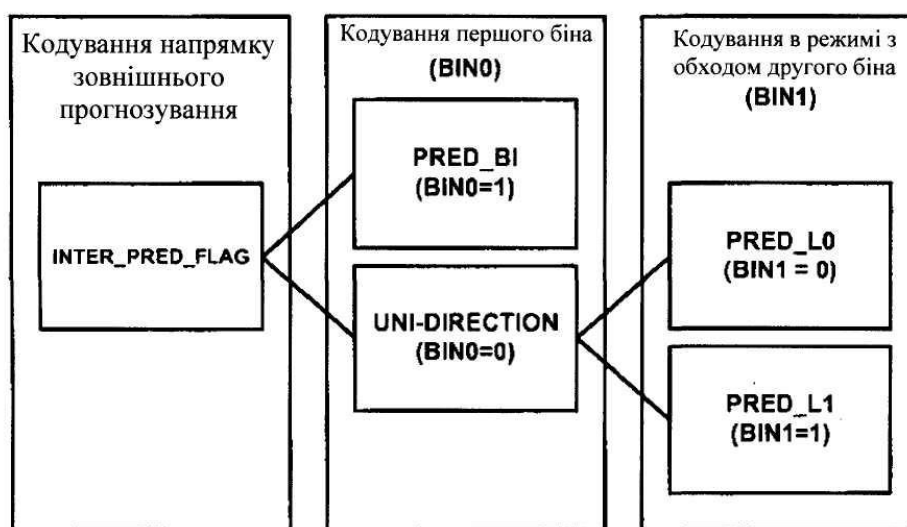 Кодування напрямку
зовнішнього
прогнозування
INTER_PRED_FLAG
Кодування першого біна
(BIN0)
PRED_BI
(BIN0=1)
UNI-DIRECTION
(BIN0=0)
Кодування в режимі з
обходом другого біна
(BIN1)
PRED_L0
(BIN1 = 0)
PRED_L1
(BIN1=1)